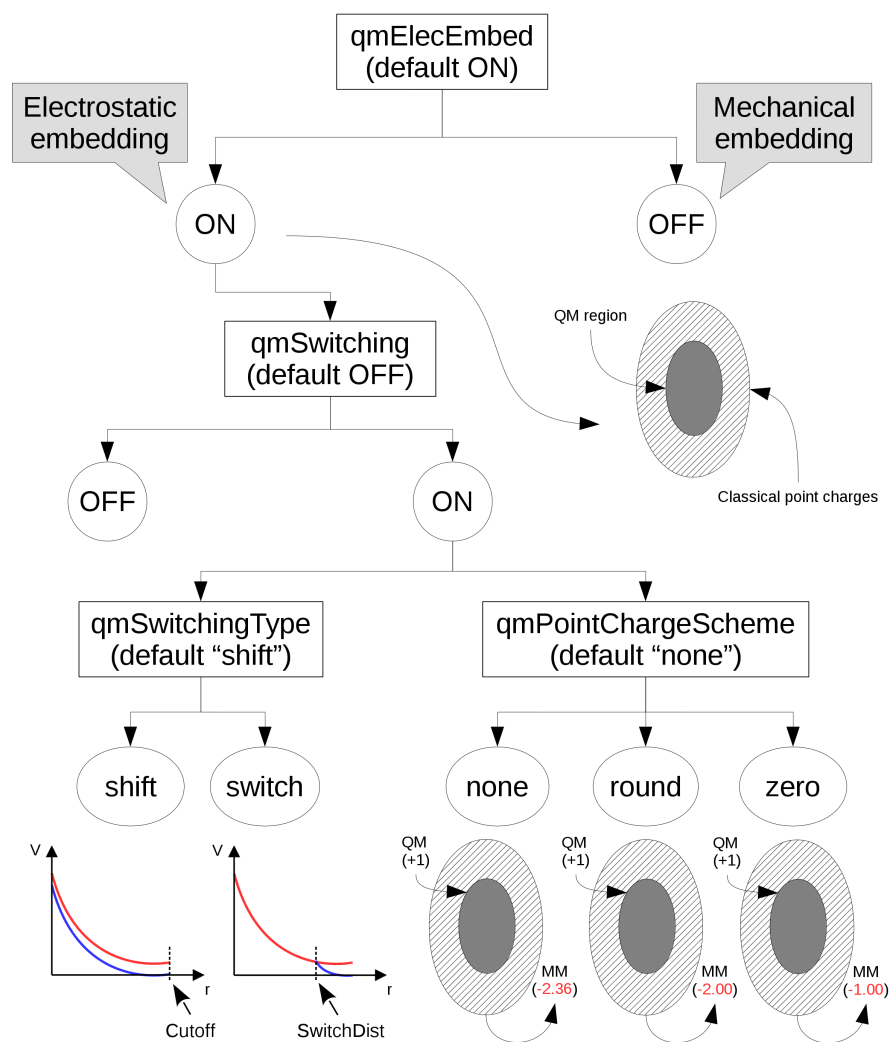 qmElecEmbed
(default ON)
Electrostatic
embedding
Mechanical
embedding
ON
OFF
QM region
qmSwitching
(default OFF)
Classical point charges
OFF
ON
qmSwitchingType
(default “shift”)
qmPointChargeScheme
(default “none”)
shift
switch
none
round
zero
V
r
Cutoff
V
r
SwitchDist
QM
(+1)
MM
(-2.36)
QM
(+1)
MM
(-2.00)
QM
(+1)
MM
(-1.00)